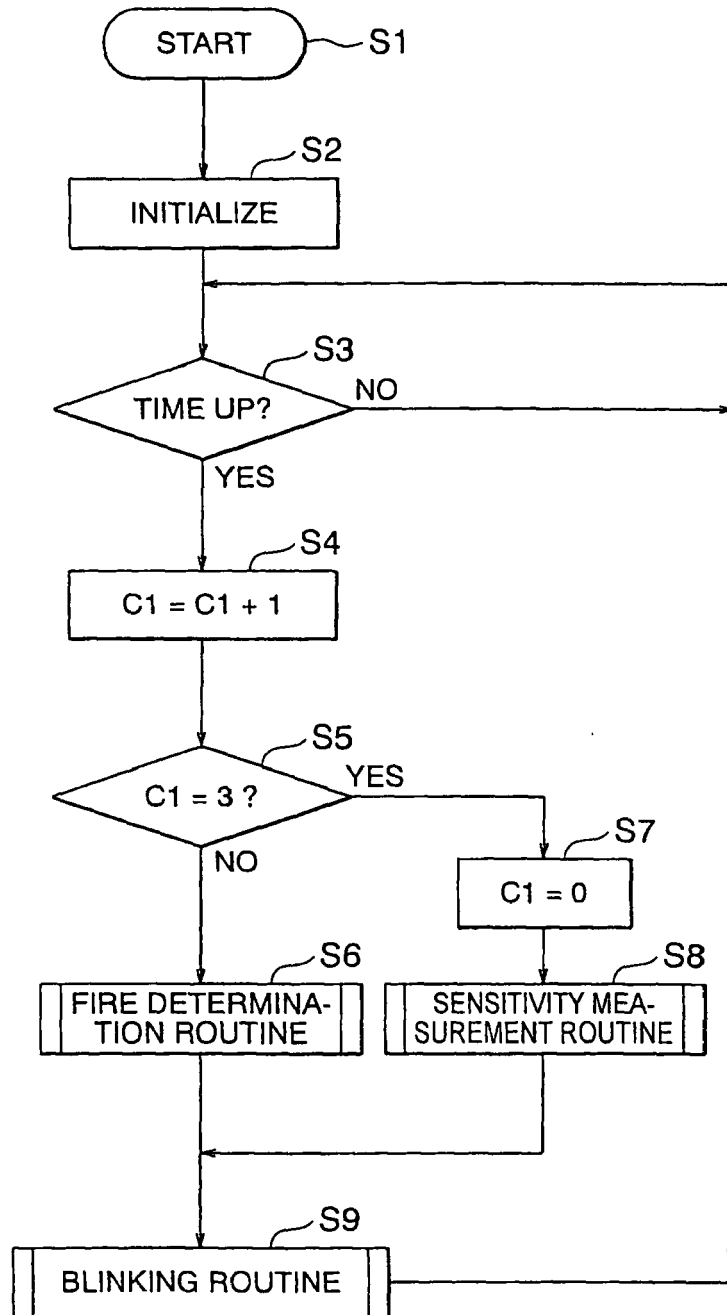 START
S1
S2
INITIALIZE
S3
TIME UP?
NO
YES
S4
C1 = C1 + 1
S5
C1 = 3 ?
YES
NO
S7
C1 = 0
S6
FIRE DETERMINA-
TION ROUTINE
S8
SENSITIVITY MEA-
SUREMENT ROUTINE
S9
BLINKING ROUTINE